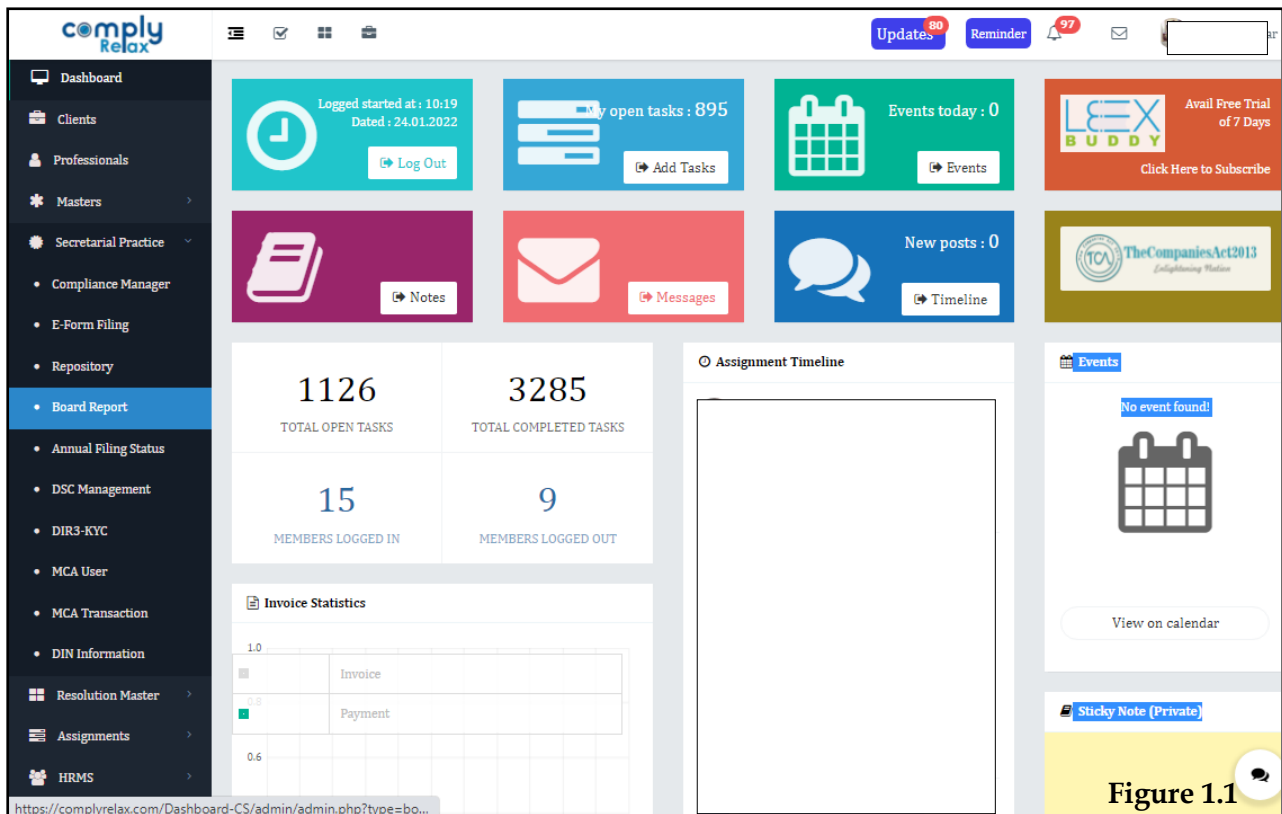 comply
Relax
Updates 80
Reminder
97
ar
Dashboard
Clients
Professionals
Masters
Secretarial Practice
Compliance Manager
E-Form Filing
Repository
Board Report
Annual Filing Status
DSC Management
DIR3-KYC
MCA User
MCA Transaction
DIN Information
Resolution Master
Assignments
HRMS
Logged started at : 10:19
Dated : 24.01.2022
Log Out
My open tasks : 895
Add Tasks
Events today : 0
Events
LEEX
BUDDY
Avail Free Trial
of 7 Days
Click Here to Subscribe
Notes
Messages
New posts : 0
Timeline
TCA
TheCompaniesAct2013
Enlightening Nation
1126
TOTAL OPEN TASKS
3285
TOTAL COMPLETED TASKS
15
MEMBERS LOGGED IN
9
MEMBERS LOGGED OUT
Assignment Timeline
Events
No event found!
View on calendar
Invoice Statistics
1.0
Invoice
0.8
Payment
0.6
Sticky Note (Private)
Figure 1.1
https://complyrelax.com/Dashboard-CS/admin/admin.php?type=bo...